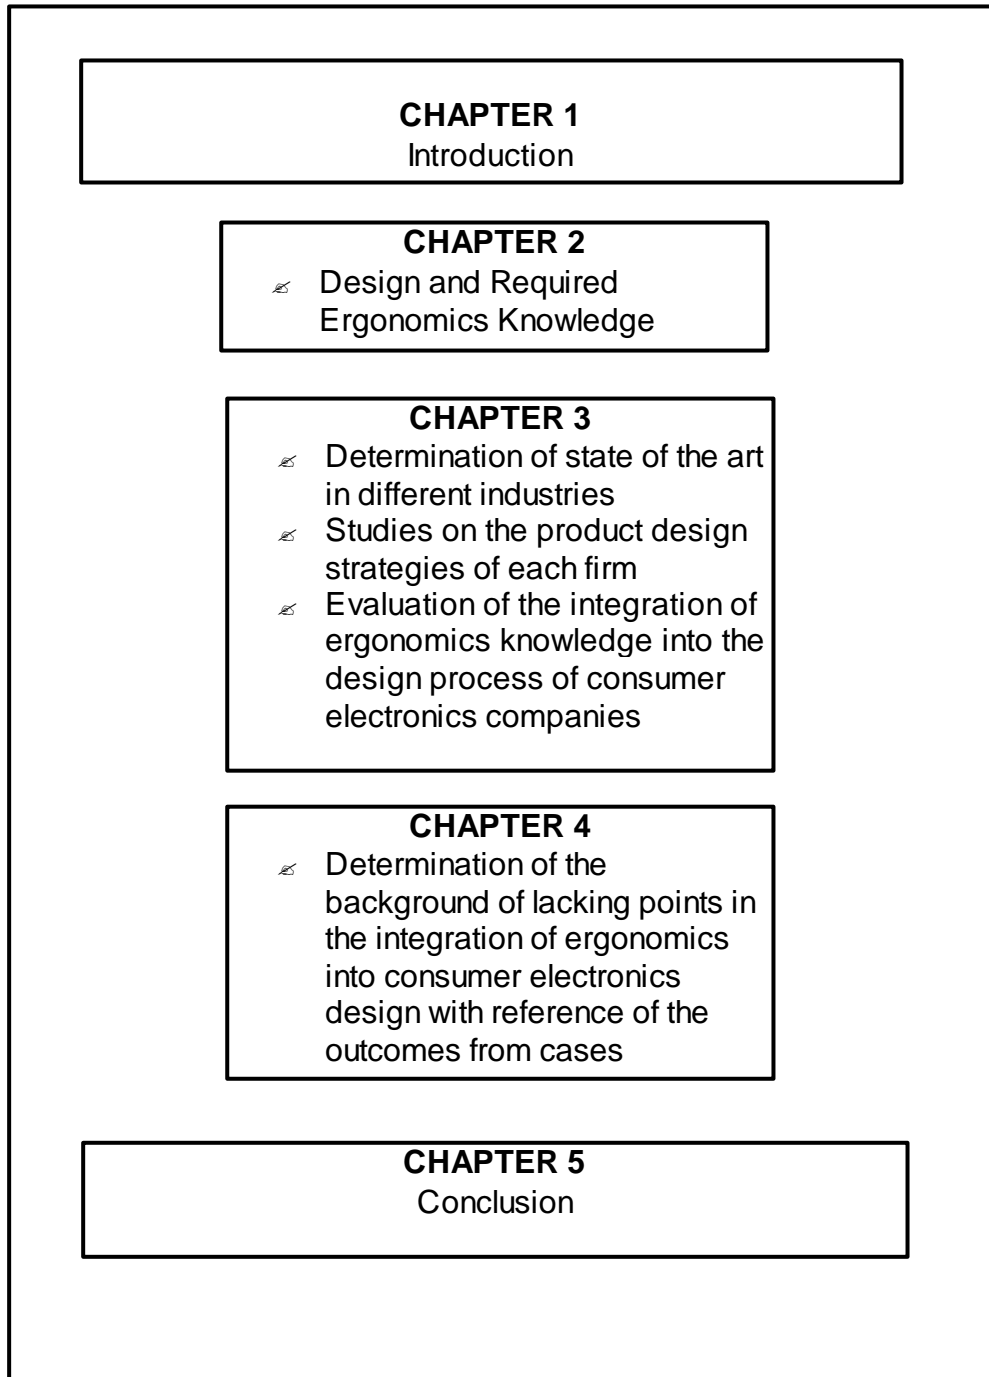 CHAPTER 1
Introduction
CHAPTER 2
Design and Required
Ergonomics Knowledge
CHAPTER 3
Determination of state of the art
in different industries
Studies on the product design
strategies of each firm
Evaluation of the integration of
ergonomics knowledge into the
design process of consumer
electronics companies
CHAPTER 4
Determination of the
background of lacking points in
the integration of ergonomics
into consumer electronics
design with reference of the
outcomes from cases
CHAPTER 5
Conclusion